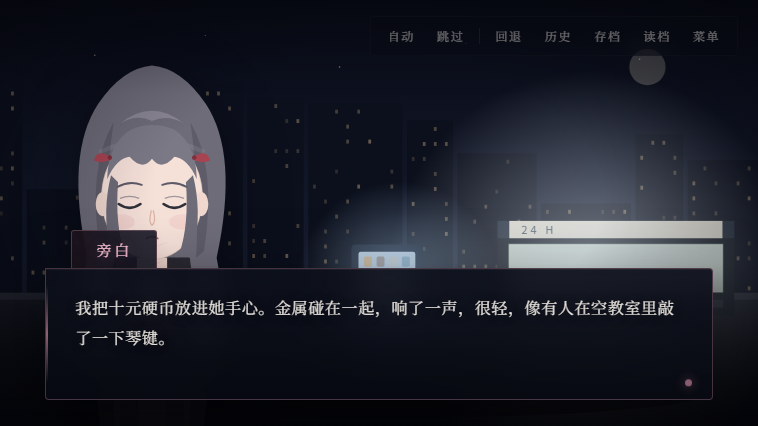 自动 跳过 回退 历史 存档 读档 菜单
24 H
旁白
我把十元硬币放进她手心。金属碰在一起，响了一声，很轻，像有人在空教室里敲
了一下琴键。